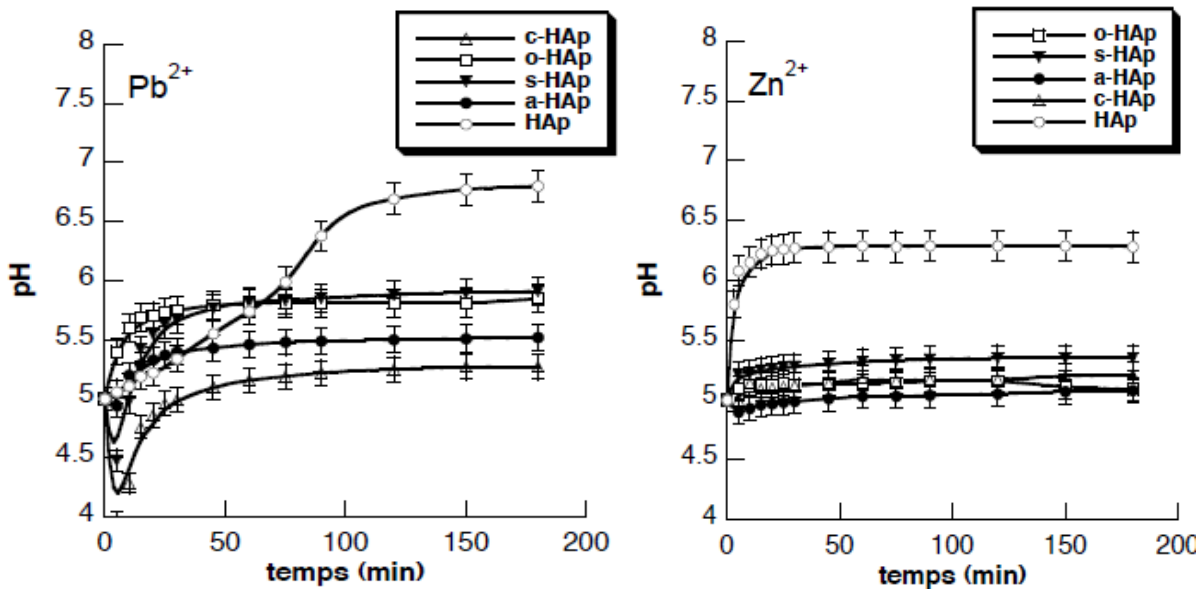 c-HAp
o-HAp
s-HAp
a-HAp
HAp
Pb2+
8
7.5
7
6.5
6
5.5
5
4.5
4
pH
0 50 100 150 200
temps (min)
o-HAp
s-HAp
a-HAp
c-HAp
HAp
Zn2+
8
7.5
7
6.5
6
5.5
5
4.5
4
pH
0 50 100 150 200
temps (min)